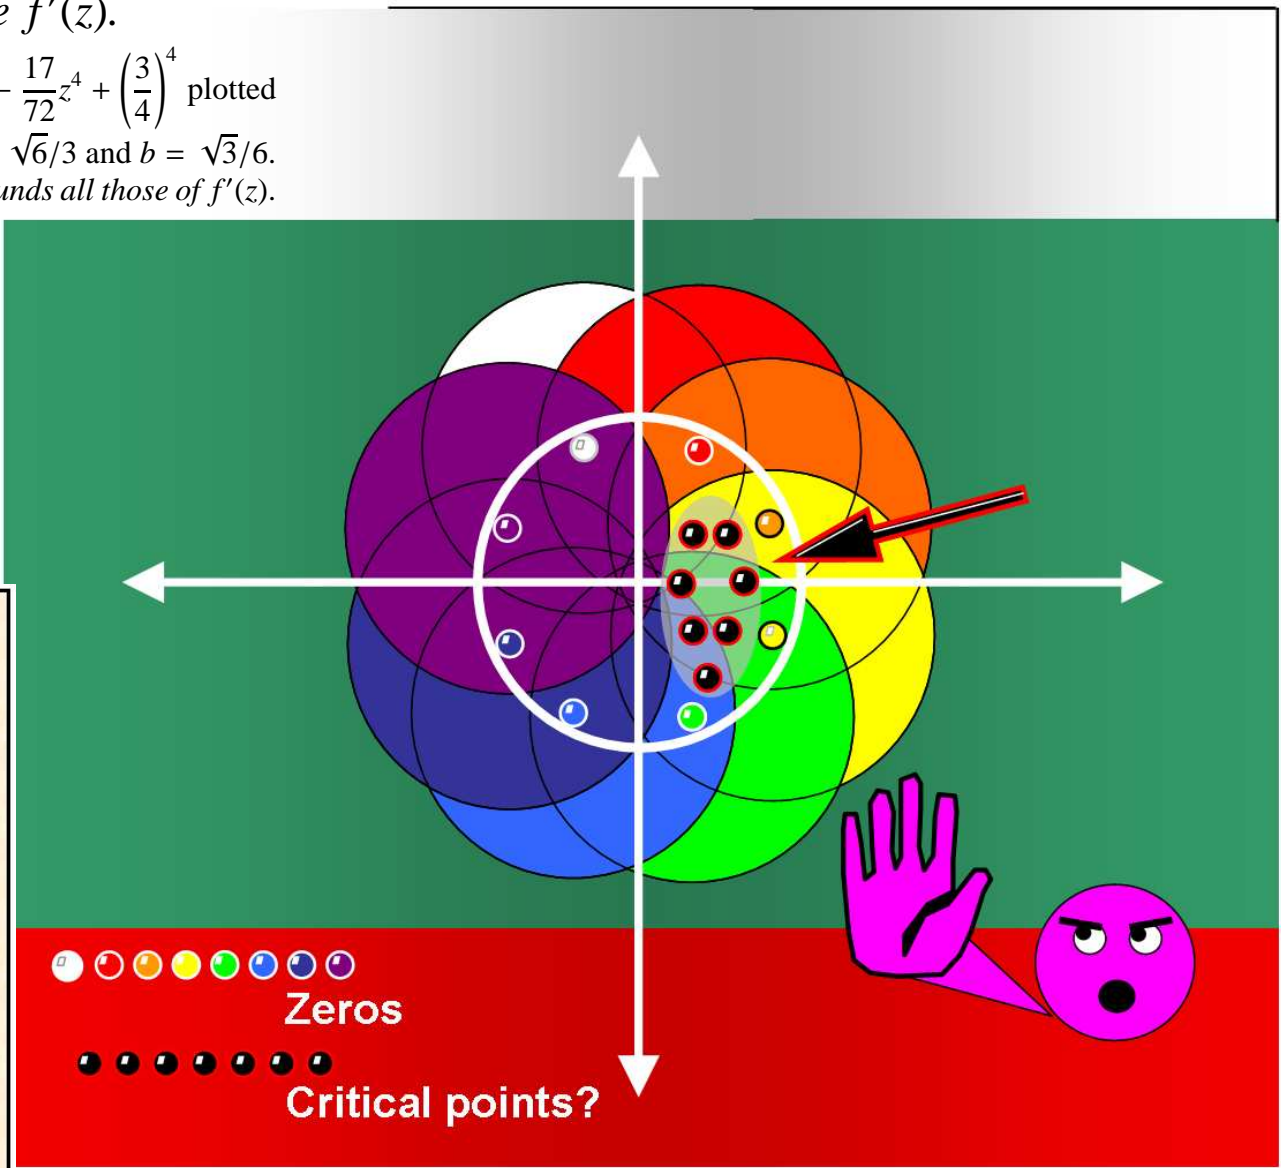 e f′(z).
− 17/72 z⁴ + (3/4)⁴ plotted
√6/3 and b = √3/6.
unds all those of f′(z).
Zeros
Critical points?